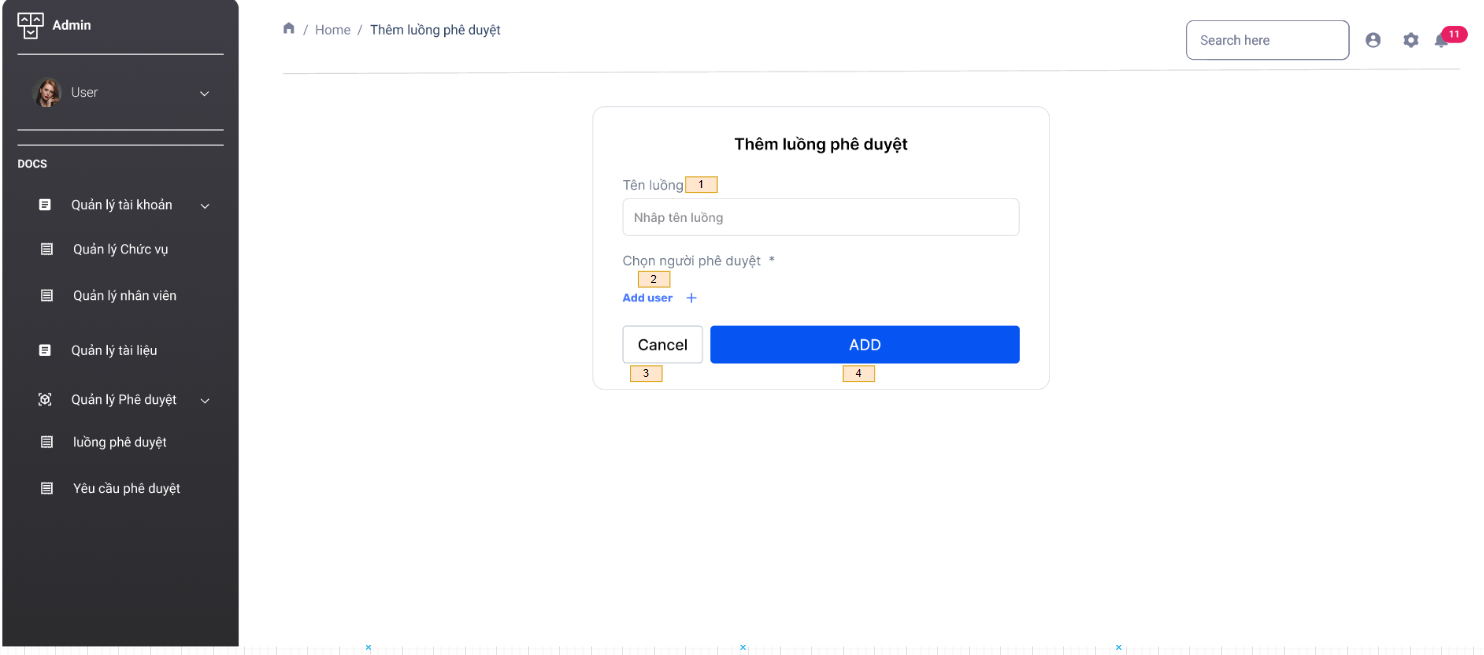 Admin
User
DOCS
Quản lý tài khoản
Quản lý Chức vụ
Quản lý nhân viên
Quản lý tài liệu
Quản lý Phê duyệt
luồng phê duyệt
Yêu cầu phê duyệt
/ Home / Thêm luồng phê duyệt
Search here
11
Thêm luồng phê duyệt
Tên luồng 1
Nhâp tên luồng
Chọn người phê duyệt *
2
Add user +
Cancel ADD
3 4